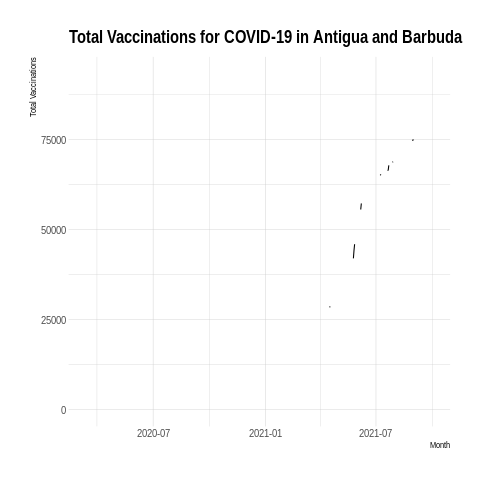 Total Vaccinations for COVID-19 in Antigua and Barbuda
Total Vaccinations
75000
50000
25000
0
2020-07
2021-01
2021-07
Month